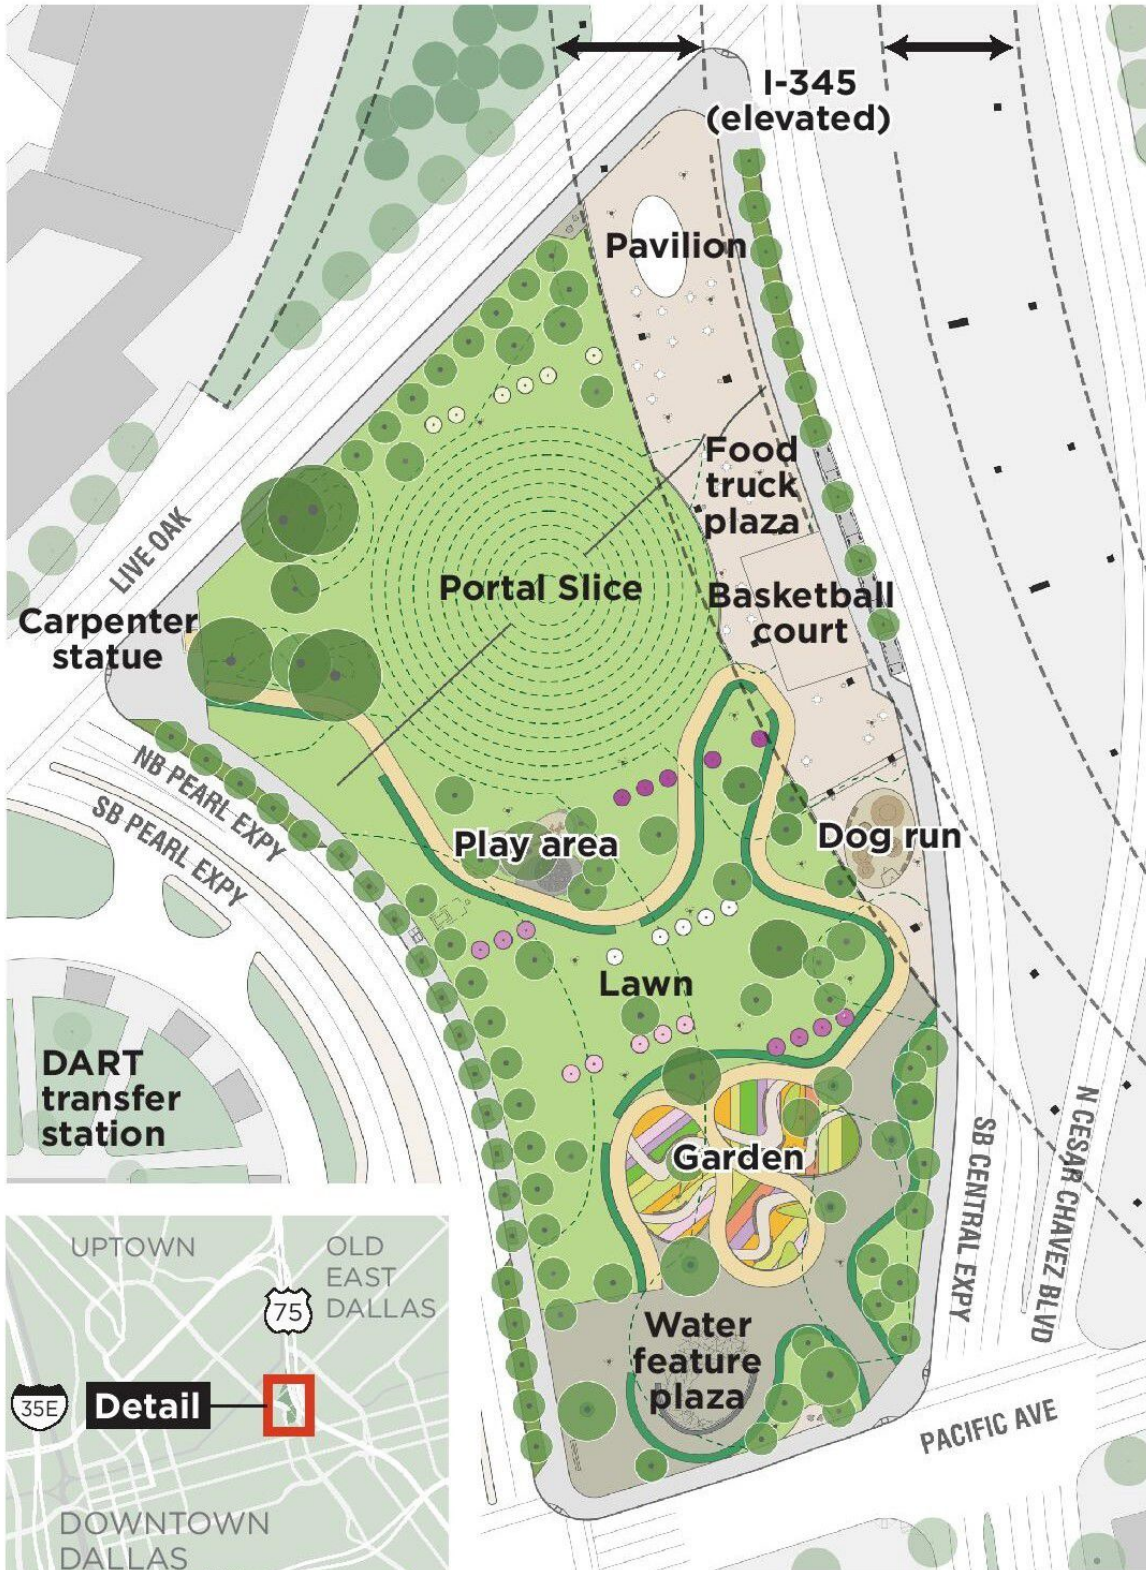 I-345
(elevated)
Pavilion
Food
truck
plaza
LIVE OAK
Portal Slice
Basketball
court
Carpenter
statue
NB PEARL EXPY
SB PEARL EXPY
Play area
Dog run
Lawn
DART
transfer
station
Garden
SB CENTRAL EXPY
N CESAR CHAVEZ BLVD
Water
feature
plaza
PACIFIC AVE
UPTOWN
OLD
EAST
DALLAS
75
35E
Detail
DOWNTOWN
DALLAS